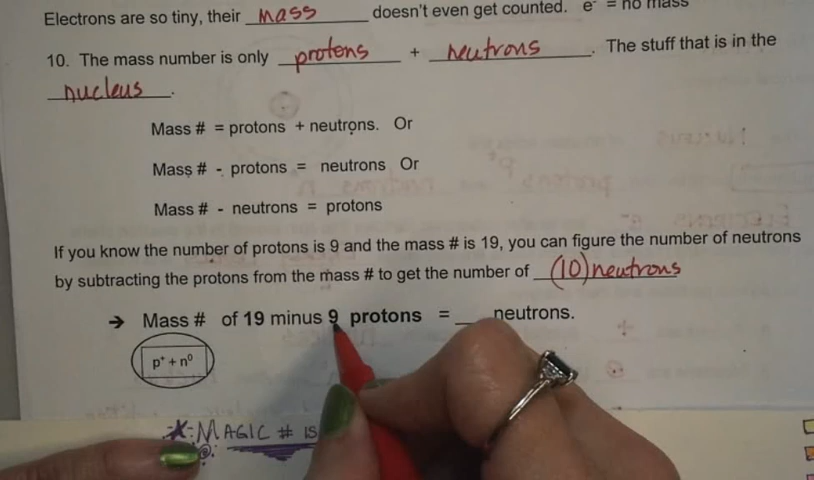 Electrons are so tiny, their mass doesn't even get counted. e⁻ = no mass
10. The mass number is only protens + neutrons. The stuff that is in the
nucleus.
Mass # = protons + neutrons. Or
Mass # - protons = neutrons Or
Mass # - neutrons = protons
If you know the number of protons is 9 and the mass # is 19, you can figure the number of neutrons
by subtracting the protons from the mass # to get the number of (10) neutrons
→ Mass # of 19 minus 9 protons = __ neutrons.
p⁺ + n⁰
MAGIC # IS